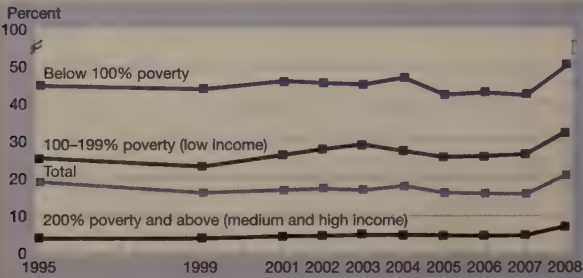 Percent
100
50
Below 100% poverty
40
30
100–199% poverty (low income)
20
Total
10
200% poverty and above (medium and high income)
0
1995 1999 2001 2002 2003 2004 2005 2006 2007 2008